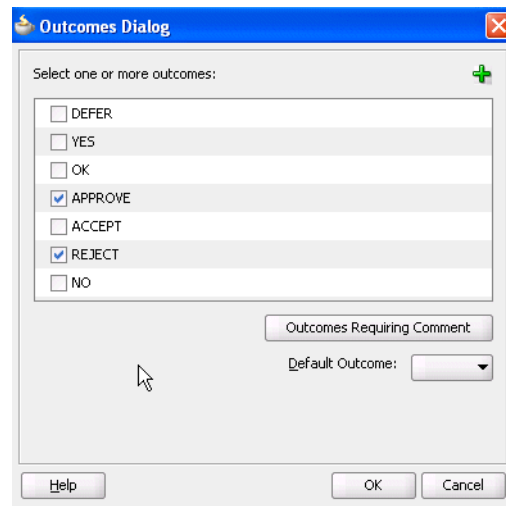 Outcomes Dialog
Select one or more outcomes:
DEFER
YES
OK
APPROVE
ACCEPT
REJECT
NO
Outcomes Requiring Comment
Default Outcome:
Help OK Cancel